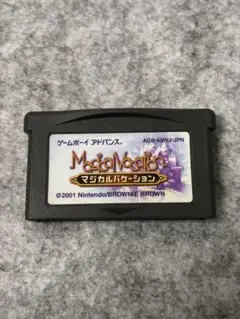 ゲームボーイ アドバンス®
AGB-AMVJ-JPN
Magical Vacation
マジカルバケーション
©2001 Nintendo/BROWNIE BROWN